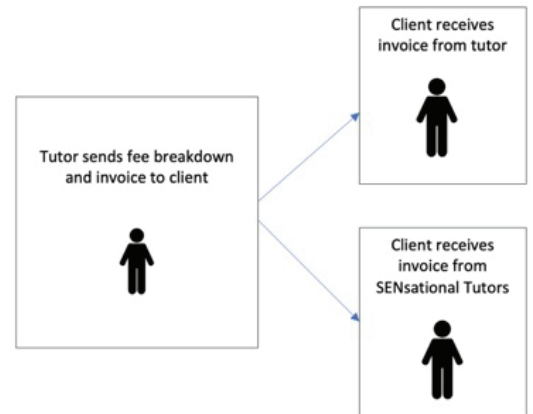 Tutor sends fee breakdown
and invoice to client
Client receives
invoice from tutor
Client receives
invoice from
SENsational Tutors